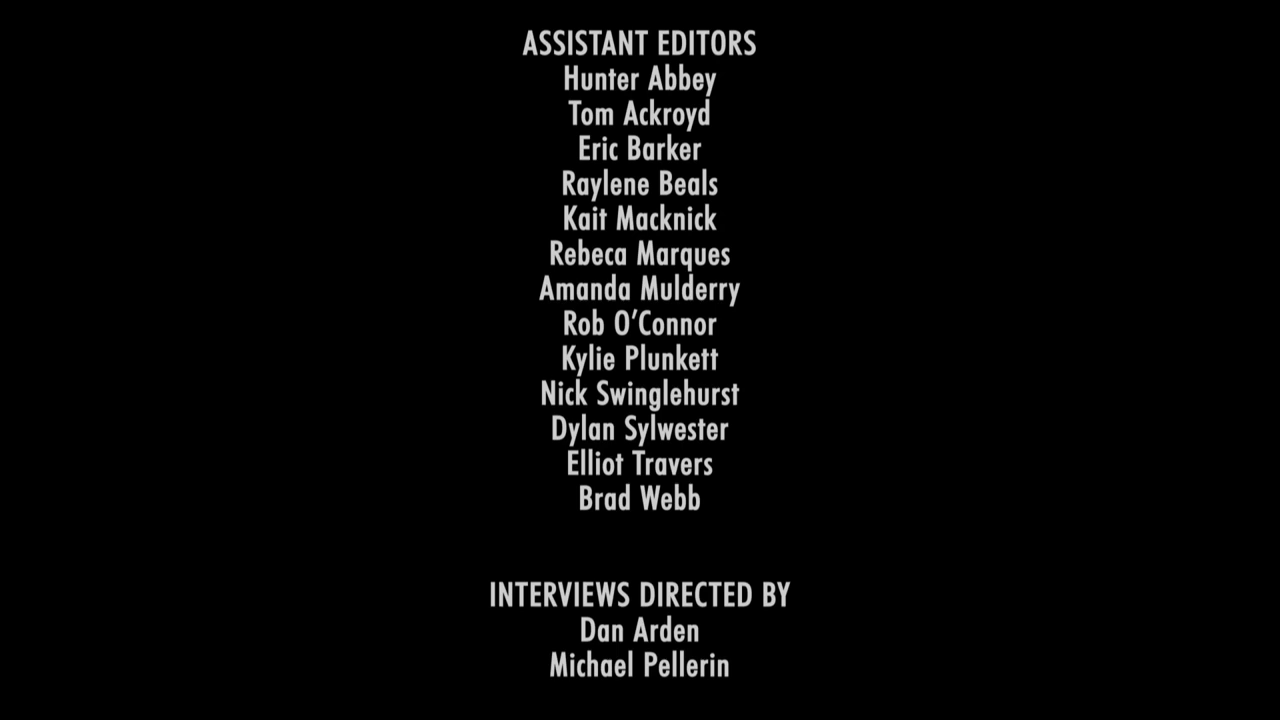 ASSISTANT EDITORS
Hunter Abbey
Tom Ackroyd
Eric Barker
Raylene Beals
Kait Macknick
Rebeca Marques
Amanda Mulderry
Rob O’Connor
Kylie Plunkett
Nick Swinglehurst
Dylan Sylwester
Elliot Travers
Brad Webb
INTERVIEWS DIRECTED BY
Dan Arden
Michael Pellerin